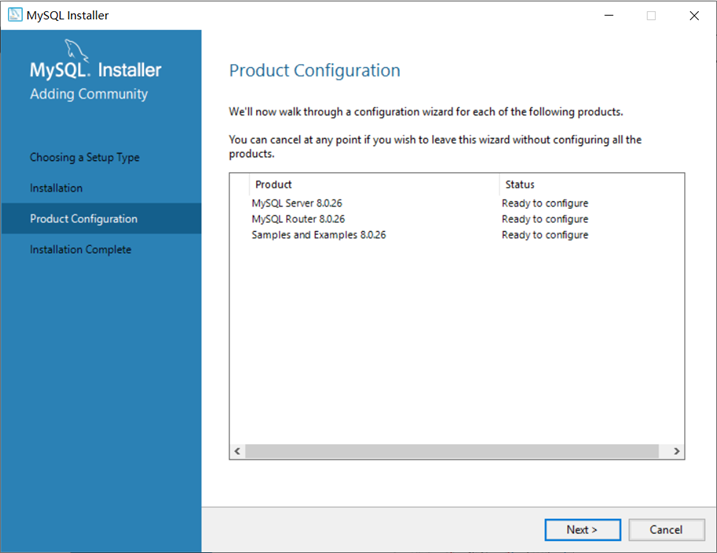 MySQL Installer
MySQL. Installer
Adding Community
Choosing a Setup Type
Installation
Product Configuration
Installation Complete
Product Configuration
We'll now walk through a configuration wizard for each of the following products.
You can cancel at any point if you wish to leave this wizard without configuring all the
products.
Product Status
MySQL Server 8.0.26 Ready to configure
MySQL Router 8.0.26 Ready to configure
Samples and Examples 8.0.26 Ready to configure
Next >
Cancel